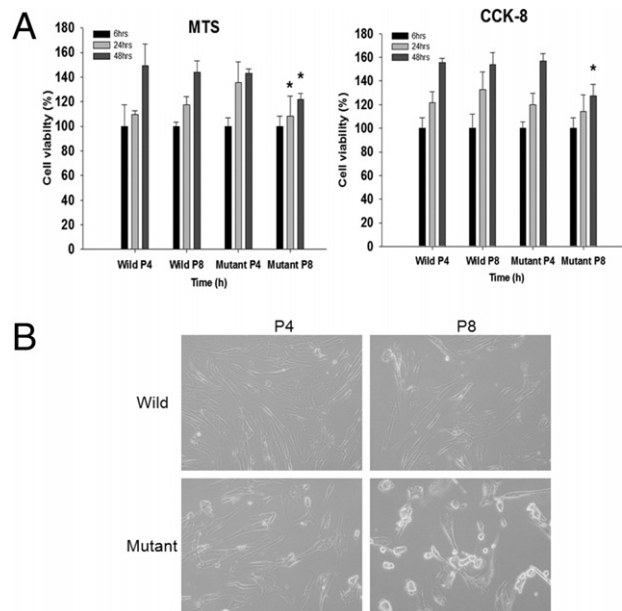 A
MTS
6hrs
24hrs
48hrs
Cell viability (%)
180
160
140
120
100
80
60
40
20
0
* *
Wild P4 Wild P8 Mutant P4 Mutant P8
Time (h)
CCK-8
6hrs
24hrs
48hrs
Cell viability (%)
180
160
140
120
100
80
60
40
20
0
*
Wild P4 Wild P8 Mutant P4 Mutant P8
Time (h)
B
P4 P8
Wild
Mutant